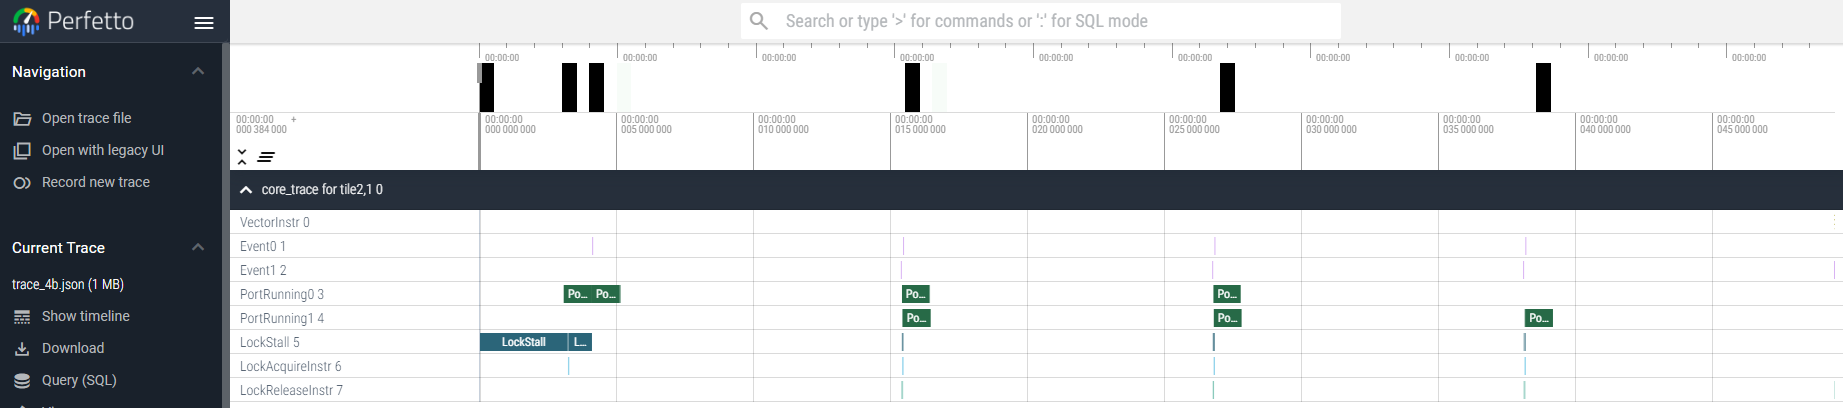 Perfetto
Search or type '>' for commands or ':' for SQL mode
Navigation
Open trace file
Open with legacy UI
Record new trace
Current Trace
trace_4b.json (1 MB)
Show timeline
Download
Query (SQL)
00:00:00 00:00:00 00:00:00 00:00:00 00:00:00 00:00:00 00:00:00 00:00:00 00:00:00 00:00:00
00:00:00 + 00:00:00 00:00:00 00:00:00 00:00:00 00:00:00 00:00:00 00:00:00 00:00:00 00:00:00 00:00:00
000 384 000 000 000 000 005 000 000 010 000 000 015 000 000 020 000 000 025 000 000 030 000 000 035 000 000 040 000 000 045 000 000
core_trace for tile2,1 0
VectorInstr 0
Event0 1
Event1 2
PortRunning0 3 Po... Po... Po... Po...
PortRunning1 4 Po... Po... Po...
LockStall 5 LockStall L...
LockAcquireInstr 6
LockReleaseInstr 7